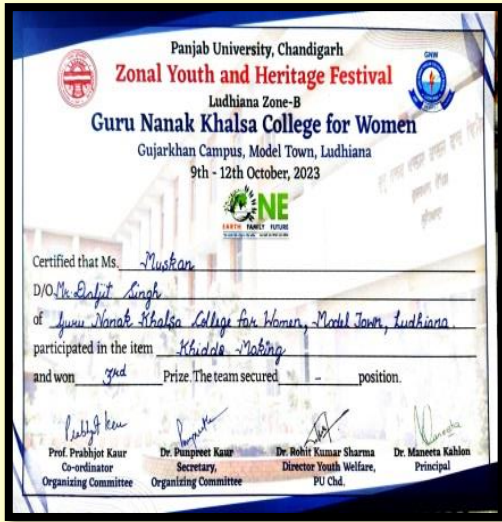 Panjab University, Chandigarh
Zonal Youth and Heritage Festival
GNW
Ludhiana Zone-B
Guru Nanak Khalsa College for Women
Gujarkhan Campus, Model Town, Ludhiana
9th - 12th October, 2023
ONE
EARTH FAMILY FUTURE
Certified that Ms. Muskan
D/O Mr. Daljit Singh
of Guru Nanak Khalsa College for Women, Model Town, Ludhiana.
participated in the item Khiddo Making
and won 3rd Prize. The team secured - position.
Prabhjot Kaur
Prof. Prabhjot Kaur Dr. Punpreet Kaur Dr. Rohit Kumar Sharma Dr. Maneeta Kahlon
Co-ordinator Secretary, Director Youth Welfare, Principal
Organizing Committee Organizing Committee PU Chd.